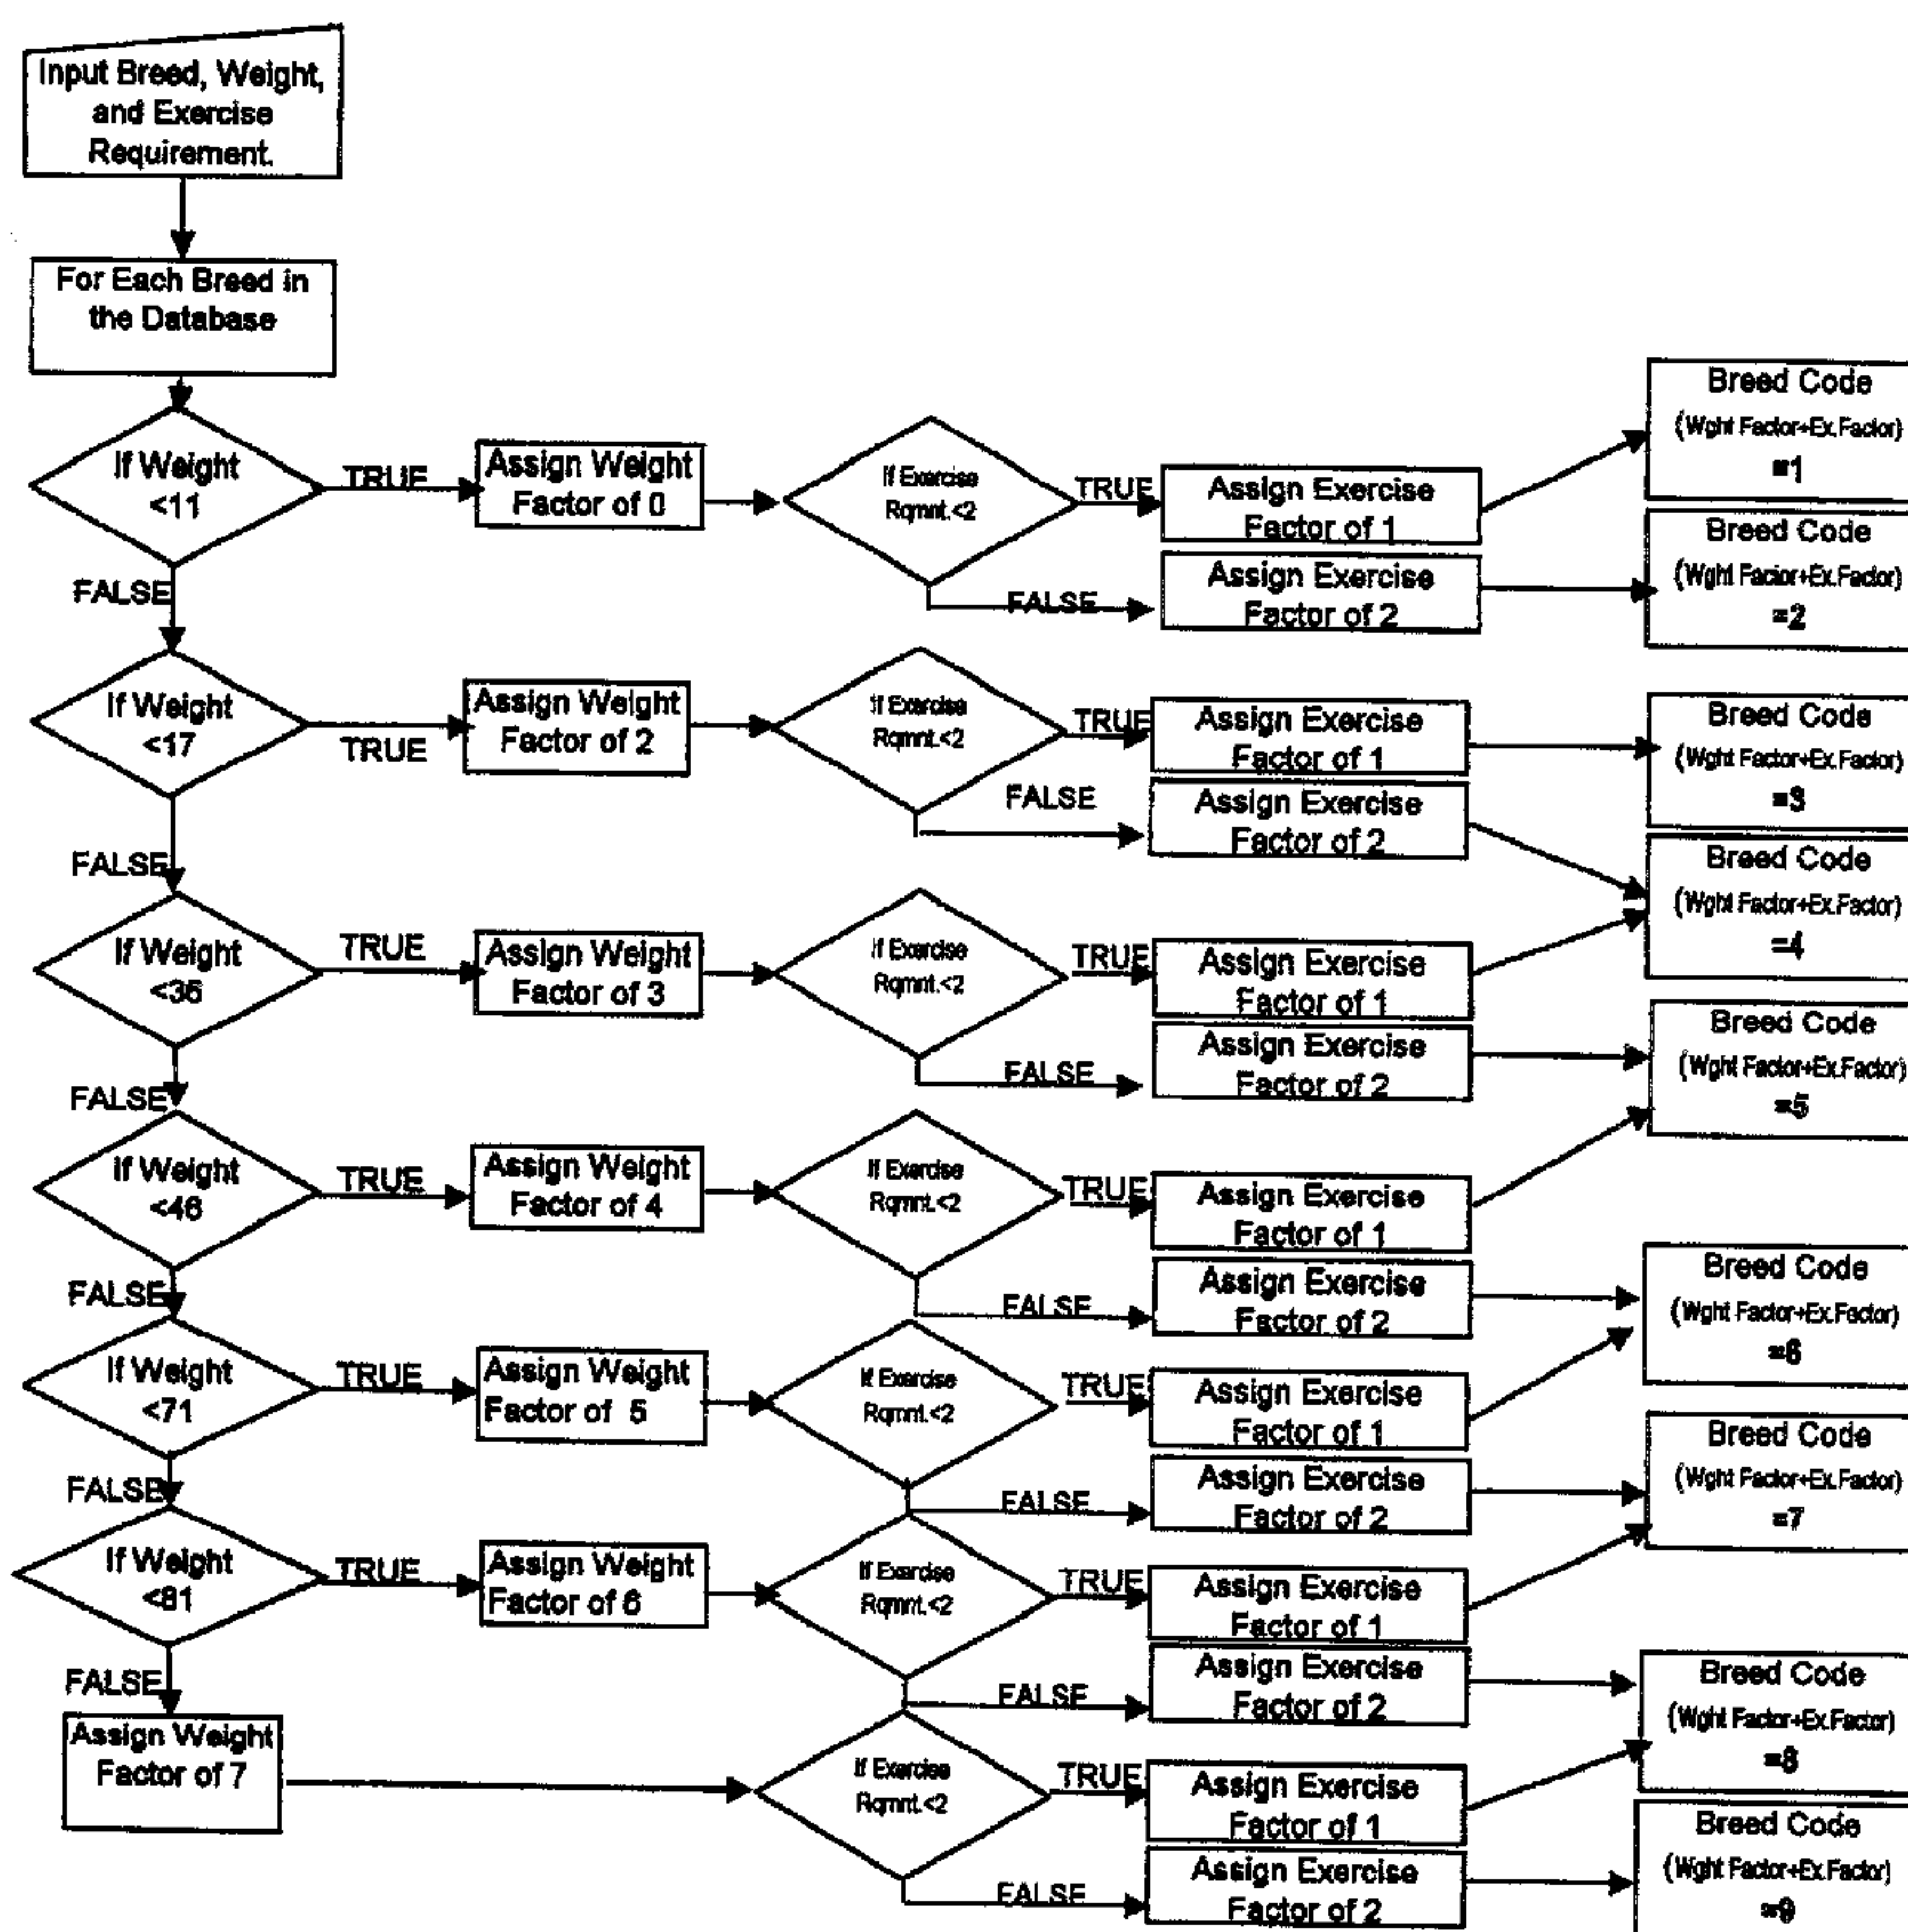 Input Breed, Weight,
and Exercise
Requirement.
For Each Breed in
the Database
If Weight
<11
TRUE
Assign Weight
Factor of 0
If Exercise
Rqmnt.<2
TRUE
Assign Exercise
Factor of 1
Breed Code
(Wght Factor+Ex.Factor)
=1
FALSE
FALSE
Assign Exercise
Factor of 2
Breed Code
(Wght Factor+Ex.Factor)
=2
If Weight
<17
TRUE
Assign Weight
Factor of 2
If Exercise
Rqmnt.<2
TRUE
Assign Exercise
Factor of 1
Breed Code
(Wght Factor+Ex.Factor)
=3
FALSE
FALSE
Assign Exercise
Factor of 2
Breed Code
(Wght Factor+Ex.Factor)
=4
If Weight
TRUE
Assign Weight
Factor of 3
If Exercise
Rqmnt.<2
TRUE
Assign Exercise
Factor of 1
FALSE
FALSE
Assign Exercise
Factor of 2
Breed Code
(Wght Factor+Ex.Factor)
=5
If Weight
<46
TRUE
Assign Weight
Factor of 4
If Exercise
Rqmnt.<2
TRUE
Assign Exercise
Factor of 1
FALSE
FALSE
Assign Exercise
Factor of 2
Breed Code
(Wght Factor+Ex.Factor)
=6
If Weight
<71
TRUE
Assign Weight
Factor of 5
If Exercise
Rqmnt.<2
TRUE
Assign Exercise
Factor of 1
FALSE
FALSE
Assign Exercise
Factor of 2
Breed Code
(Wght Factor+Ex.Factor)
=7
If Weight
<81
TRUE
Assign Weight
Factor of 6
If Exercise
Rqmnt.<2
TRUE
Assign Exercise
Factor of 1
FALSE
FALSE
Assign Exercise
Factor of 2
Breed Code
(Wght Factor+Ex.Factor)
=8
Assign Weight
Factor of 7
If Exercise
Rqmnt.<2
TRUE
Assign Exercise
Factor of 1
FALSE
Assign Exercise
Factor of 2
Breed Code
(Wght Factor+Ex.Factor)
=9